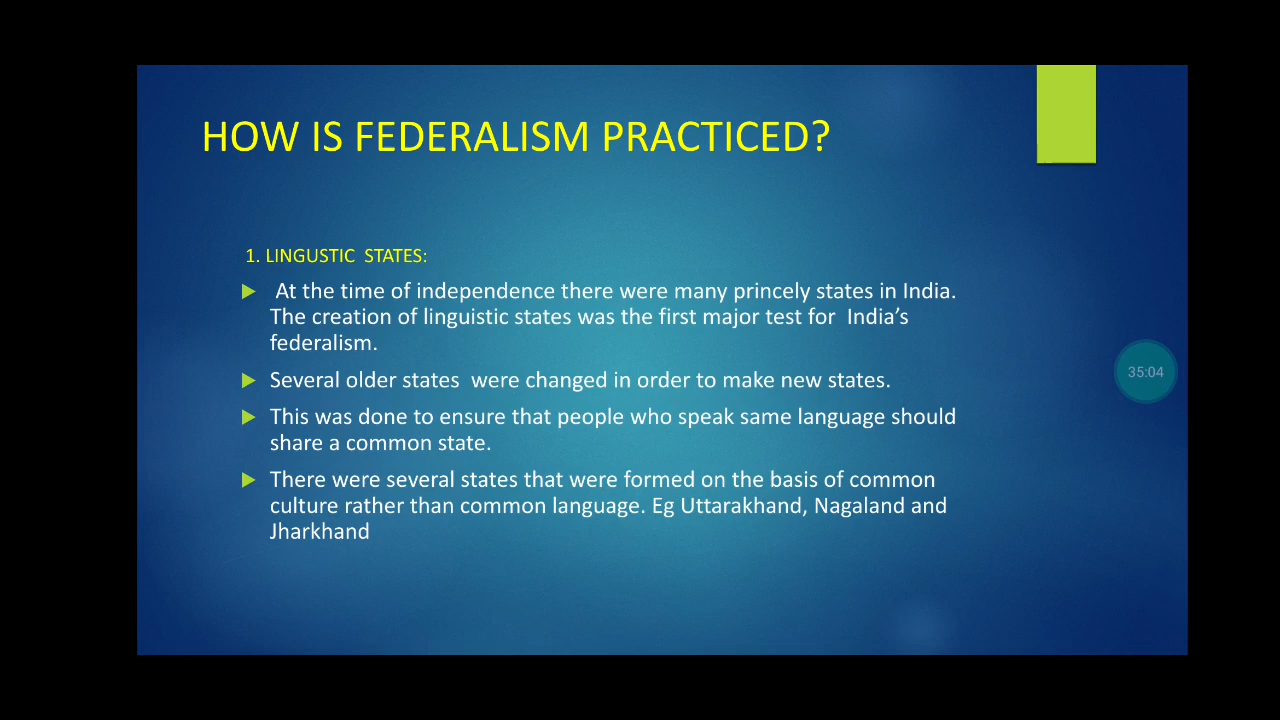 HOW IS FEDERALISM PRACTICED?
1. LINGUSTIC  STATES:
At the time of independence there were many princely states in India.
The creation of linguistic states was the first major test for  India’s
federalism.
Several older states  were changed in order to make new states.
This was done to ensure that people who speak same language should
share a common state.
There were several states that were formed on the basis of common
culture rather than common language. Eg Uttarakhand, Nagaland and
Jharkhand
35:04